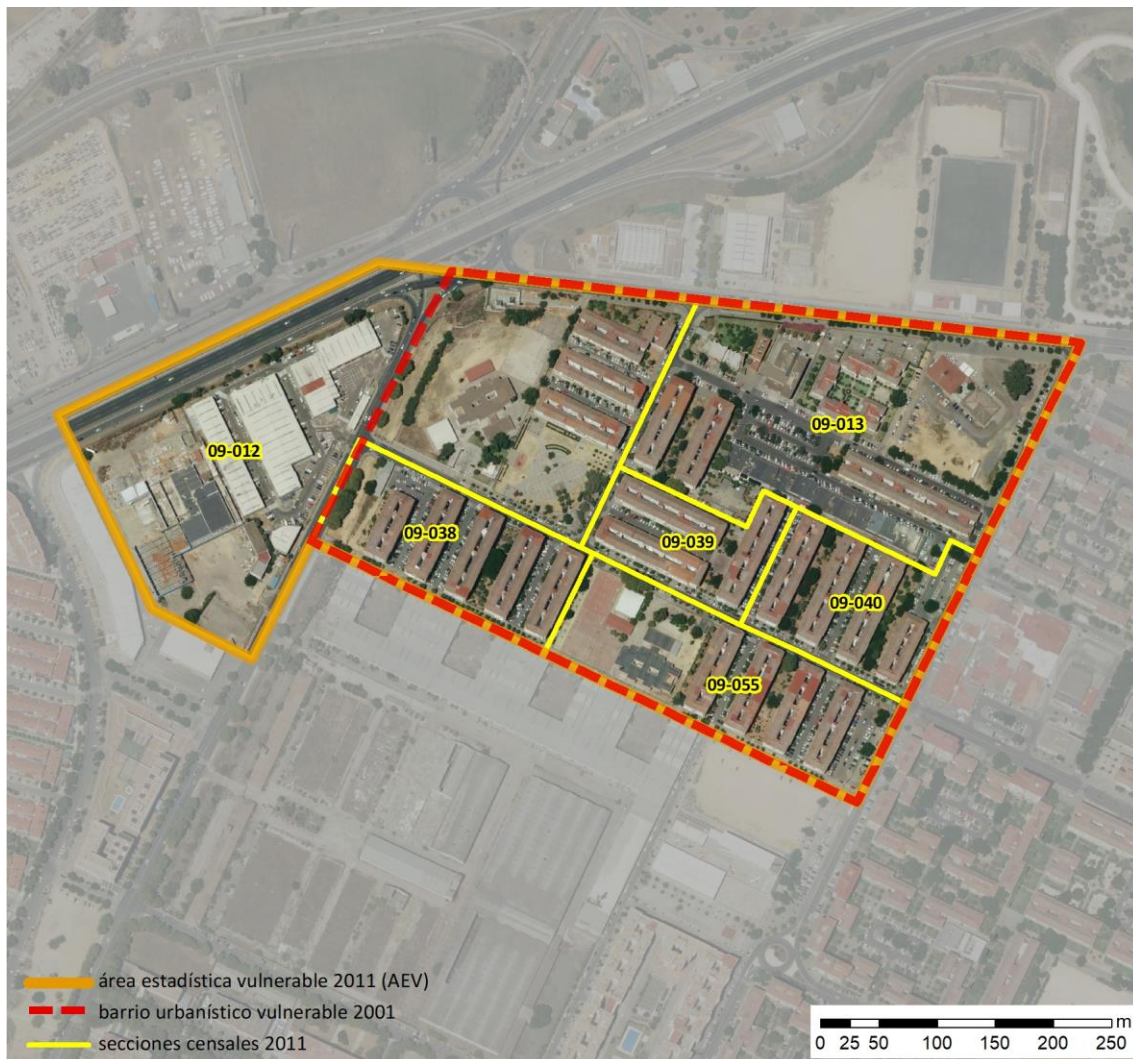 09-012
09-013
09-038
09-039
09-040
09-055
área estadística vulnerable 2011 (AEV)
barrio urbanístico vulnerable 2001
secciones censales 2011
m
0 25 50 100 150 200 250